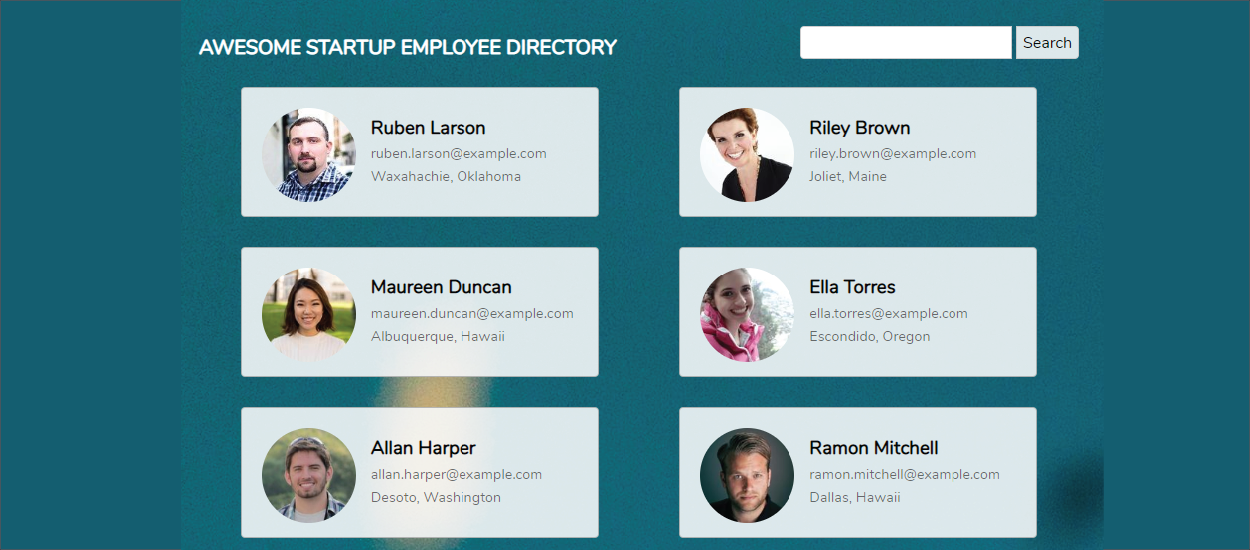 AWESOME STARTUP EMPLOYEE DIRECTORY
Search
Ruben Larson
ruben.larson@example.com
Waxahachie, Oklahoma
Riley Brown
riley.brown@example.com
Joliet, Maine
Maureen Duncan
maureen.duncan@example.com
Albuquerque, Hawaii
Ella Torres
ella.torres@example.com
Escondido, Oregon
Allan Harper
allan.harper@example.com
Desoto, Washington
Ramon Mitchell
ramon.mitchell@example.com
Dallas, Hawaii